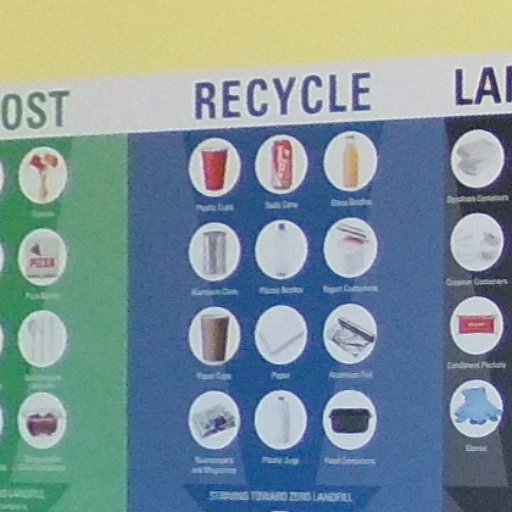 OST
RECYCLE
LA
Plastic Cups
Soda Cans
Glass Bottles
Styrofoam Containers
PIZZA
Aluminum Cans
Plastic Bottles
Yogurt Containers
Creamer Containers
Paper Cups
Paper
Aluminum Foil
Condiment Packets
Newspapers
and Magazines
Plastic Jugs
Food Containers
Gloves
STRIVING TOWARD ZERO LANDFILL